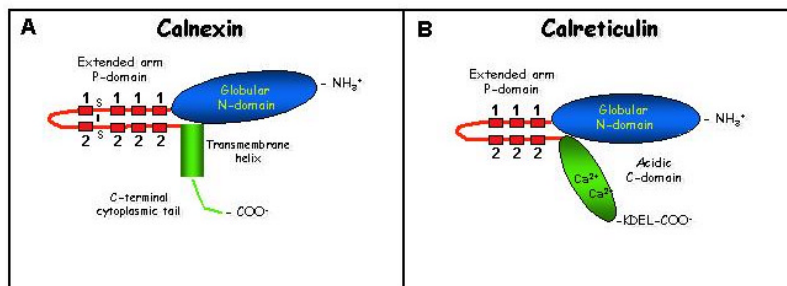 A
Calnexin
Extended arm
P-domain
1 S 1 1 1
2 S 2 2 2
Globular
N-domain
- NH₃⁺
Transmembrane
helix
C-terminal
cytoplasmic tail
- COO⁻
B
Calreticulin
Extended arm
P-domain
1 1 1
2 2 2
Globular
N-domain
- NH₃⁺
Acidic
C-domain
Ca²⁺
Ca²⁺
-KDEL-COO⁻